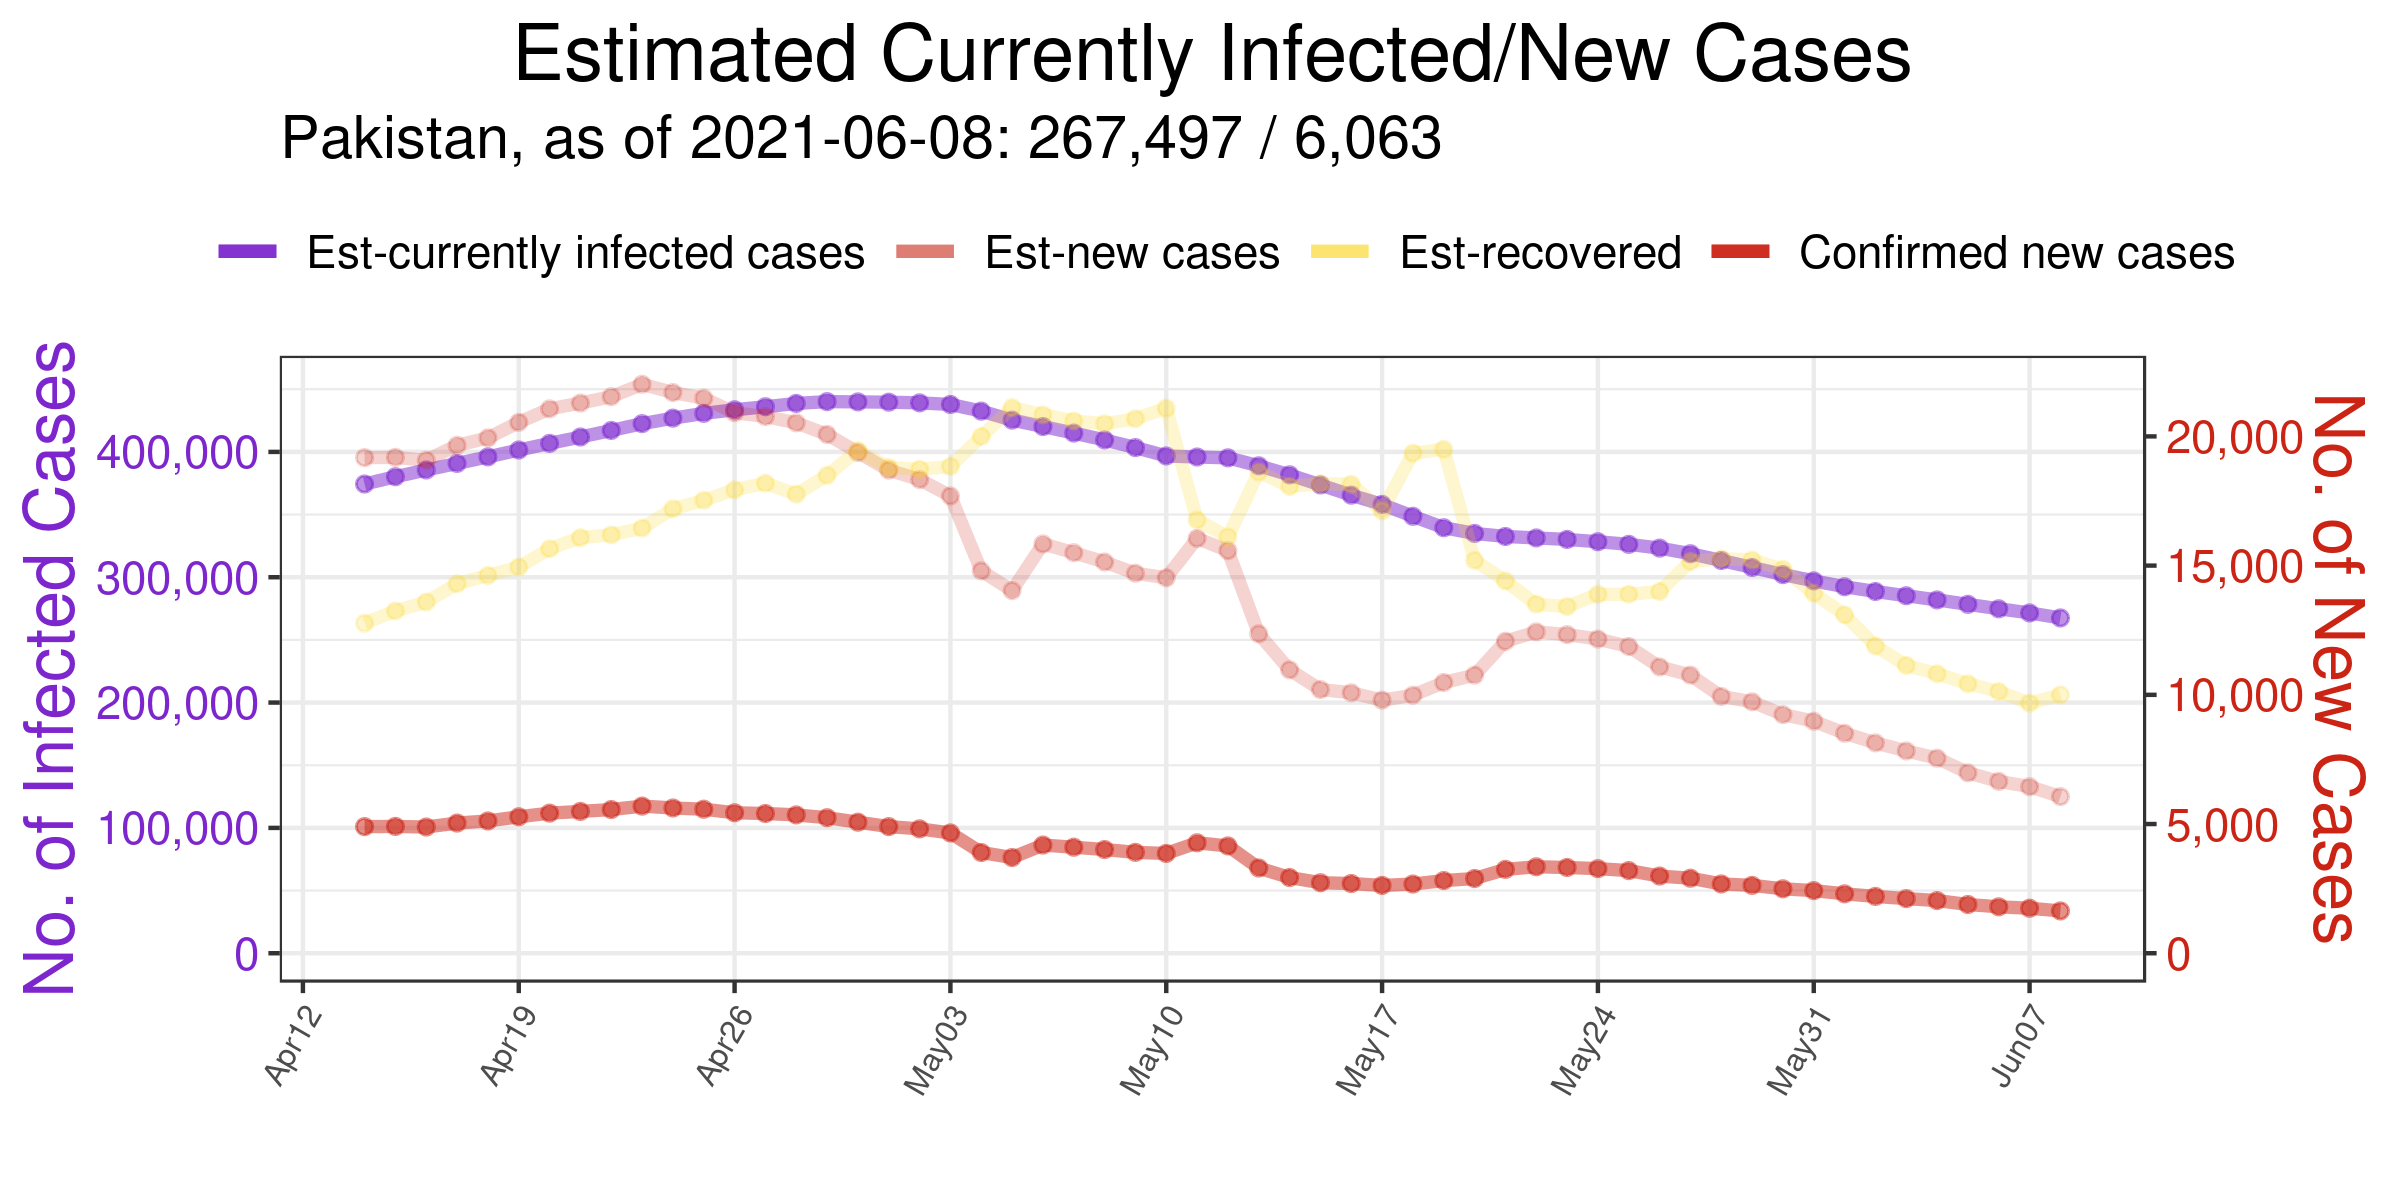 Estimated Currently Infected/New Cases
Pakistan, as of 2021-06-08: 267,497 / 6,063
Est-currently infected cases Est-new cases Est-recovered Confirmed new cases
No. of Infected Cases
400,000
300,000
200,000
100,000
0
20,000
15,000
10,000
5,000
0
No. of New Cases
Apr12 Apr19 Apr26 May03 May10 May17 May24 May31 Jun07